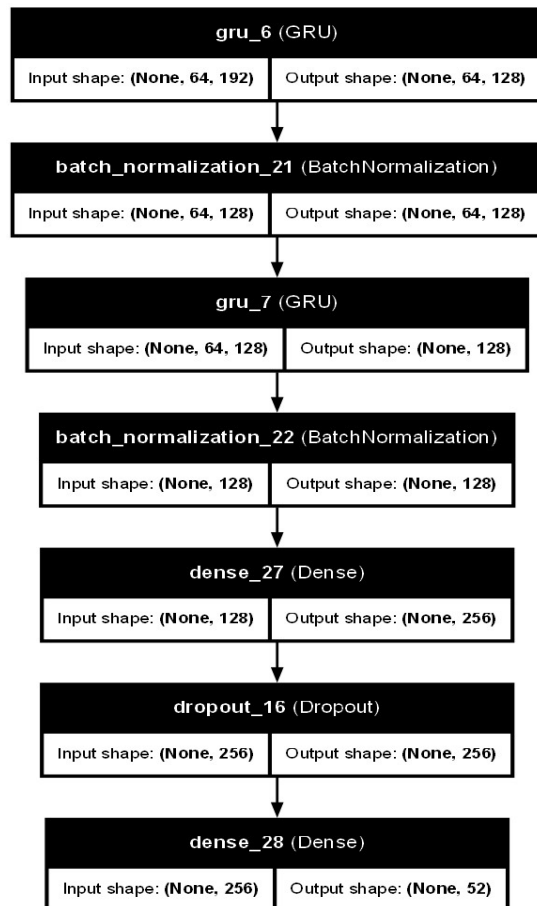 gru_6 (GRU)
Input shape: (None, 64, 192) Output shape: (None, 64, 128)
batch_normalization_21 (BatchNormalization)
Input shape: (None, 64, 128) Output shape: (None, 64, 128)
gru_7 (GRU)
Input shape: (None, 64, 128) Output shape: (None, 128)
batch_normalization_22 (BatchNormalization)
Input shape: (None, 128) Output shape: (None, 128)
dense_27 (Dense)
Input shape: (None, 128) Output shape: (None, 256)
dropout_16 (Dropout)
Input shape: (None, 256) Output shape: (None, 256)
dense_28 (Dense)
Input shape: (None, 256) Output shape: (None, 52)